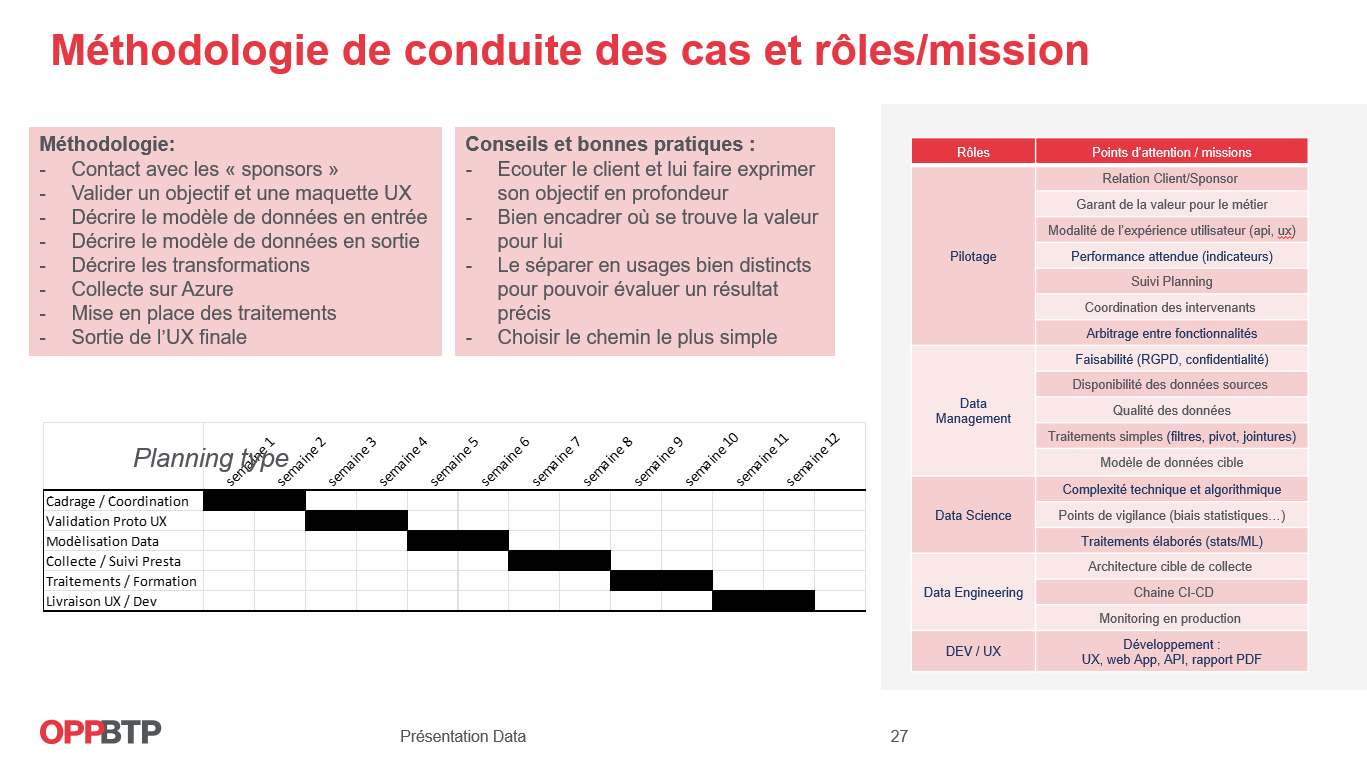 Méthodologie de conduite des cas et rôles/mission
Méthodologie:
- Contact avec les « sponsors »
- Valider un objectif et une maquette UX
- Décrire le modèle de données en entrée
- Décrire le modèle de données en sortie
- Décrire les transformations
- Collecte sur Azure
- Mise en place des traitements
- Sortie de l’UX finale
Conseils et bonnes pratiques :
- Ecouter le client et lui faire exprimer
son objectif en profondeur
- Bien encadrer où se trouve la valeur
pour lui
- Le séparer en usages bien distincts
pour pouvoir évaluer un résultat
précis
- Choisir le chemin le plus simple
Planning type
semaine 1
semaine 2
semaine 3
semaine 4
semaine 5
semaine 6
semaine 7
semaine 8
semaine 9
semaine 10
semaine 11
semaine 12
Cadrage / Coordination
Validation Proto UX
Modèlisation Data
Collecte / Suivi Presta
Traitements / Formation
Livraison UX / Dev
Rôles
Points d’attention / missions
Pilotage
Relation Client/Sponsor
Garant de la valeur pour le métier
Modalité de l’expérience utilisateur (api, ux)
Performance attendue (indicateurs)
Suivi Planning
Coordination des intervenants
Arbitrage entre fonctionnalités
Data
Management
Faisabilité (RGPD, confidentialité)
Disponibilité des données sources
Qualité des données
Traitements simples (filtres, pivot, jointures)
Modèle de données cible
Data Science
Complexité technique et algorithmique
Points de vigilance (biais statistiques…)
Traitements élaborés (stats/ML)
Data Engineering
Architecture cible de collecte
Chaine CI-CD
Monitoring en production
DEV / UX
Développement :
UX, web App, API, rapport PDF
OPPBTP
Présentation Data
27